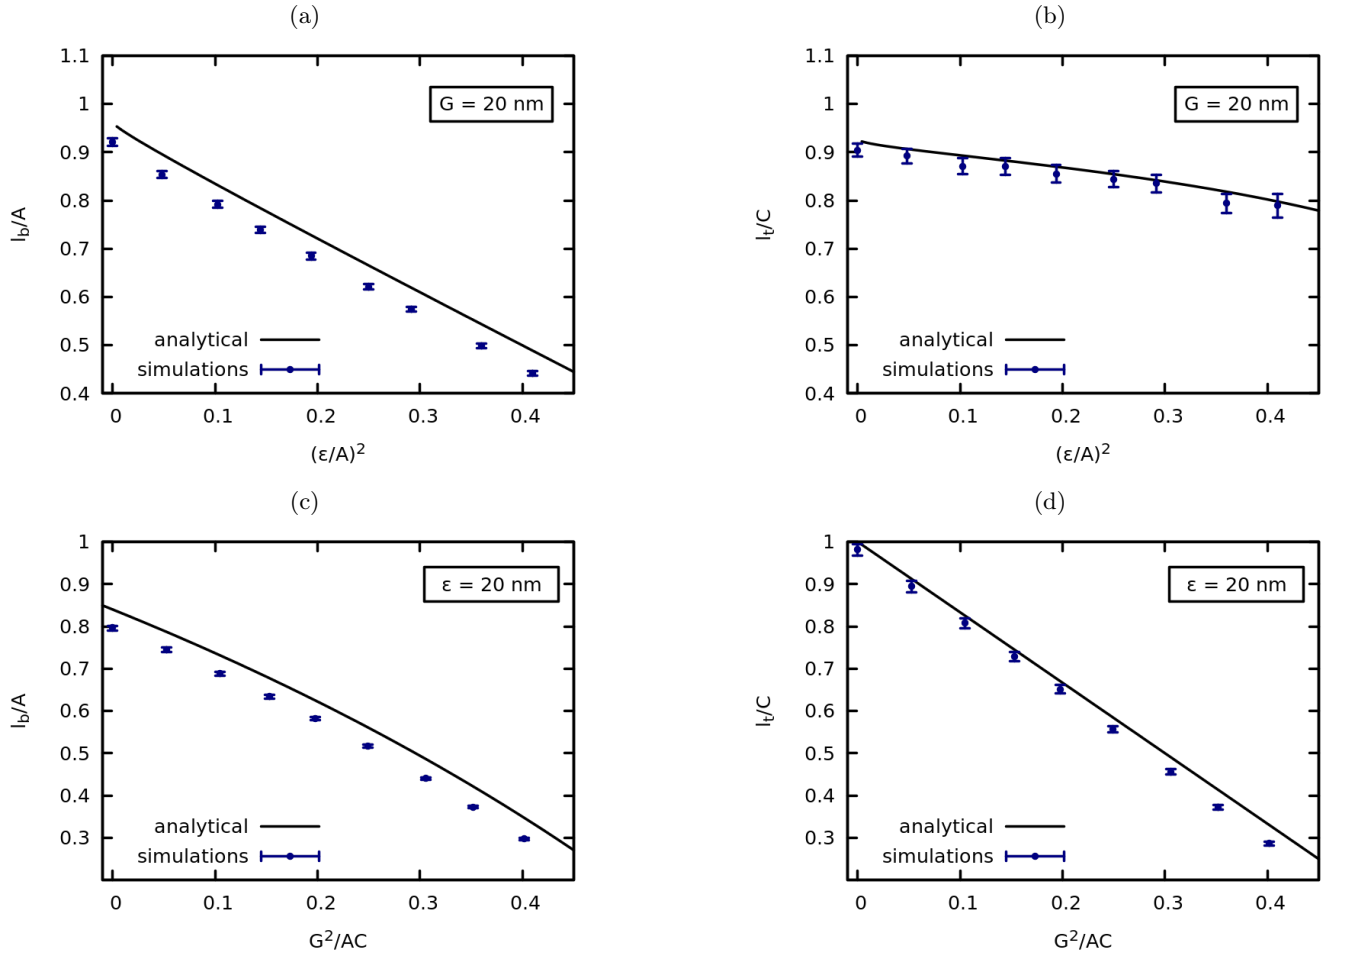 (a)
1.1
1
0.9
0.8
0.7
0.6
0.5
0.4
l_b/A
G = 20 nm
analytical
simulations
0 0.1 0.2 0.3 0.4
(ε/A)²
(b)
1.1
1
0.9
0.8
0.7
0.6
0.5
0.4
l_t/C
G = 20 nm
analytical
simulations
0 0.1 0.2 0.3 0.4
(ε/A)²
(c)
1
0.9
0.8
0.7
0.6
0.5
0.4
0.3
l_b/A
ε = 20 nm
analytical
simulations
0 0.1 0.2 0.3 0.4
G²/AC
(d)
1
0.9
0.8
0.7
0.6
0.5
0.4
0.3
l_t/C
ε = 20 nm
analytical
simulations
0 0.1 0.2 0.3 0.4
G²/AC